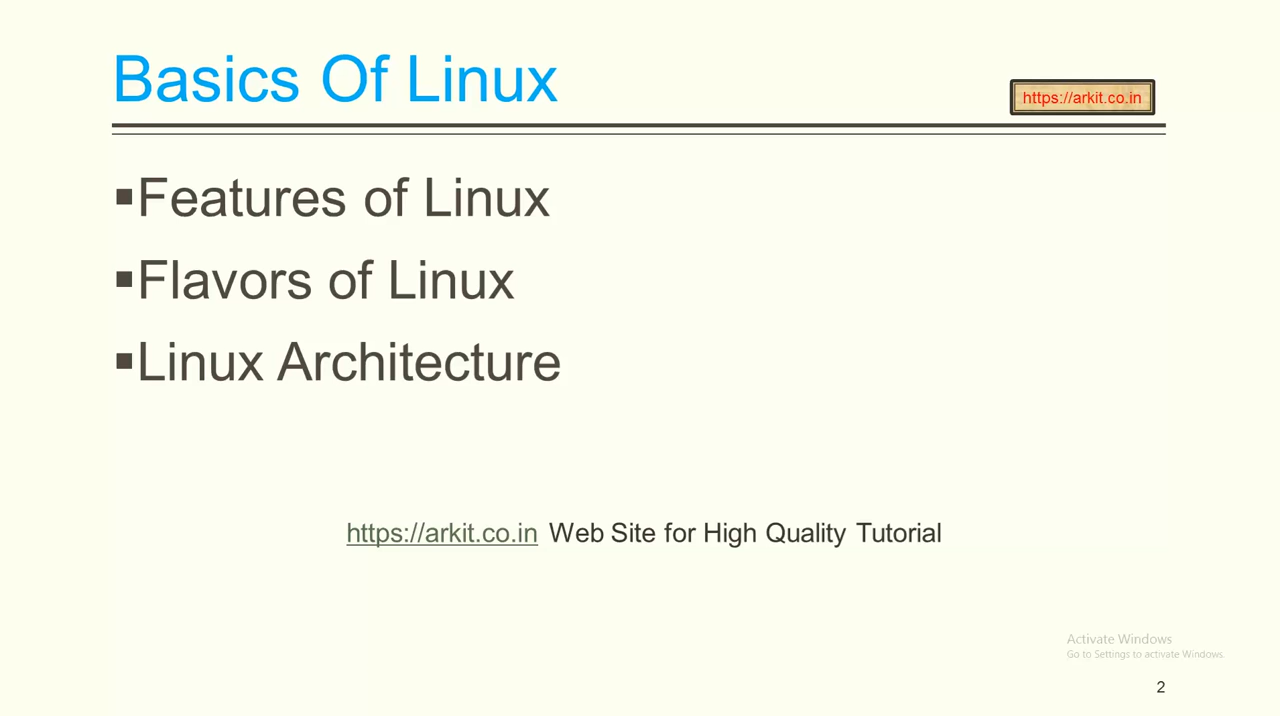 Basics Of Linux
https://arkit.co.in
▪Features of Linux
▪Flavors of Linux
▪Linux Architecture
https://arkit.co.in Web Site for High Quality Tutorial
Activate Windows
Go to Settings to activate Windows.
2